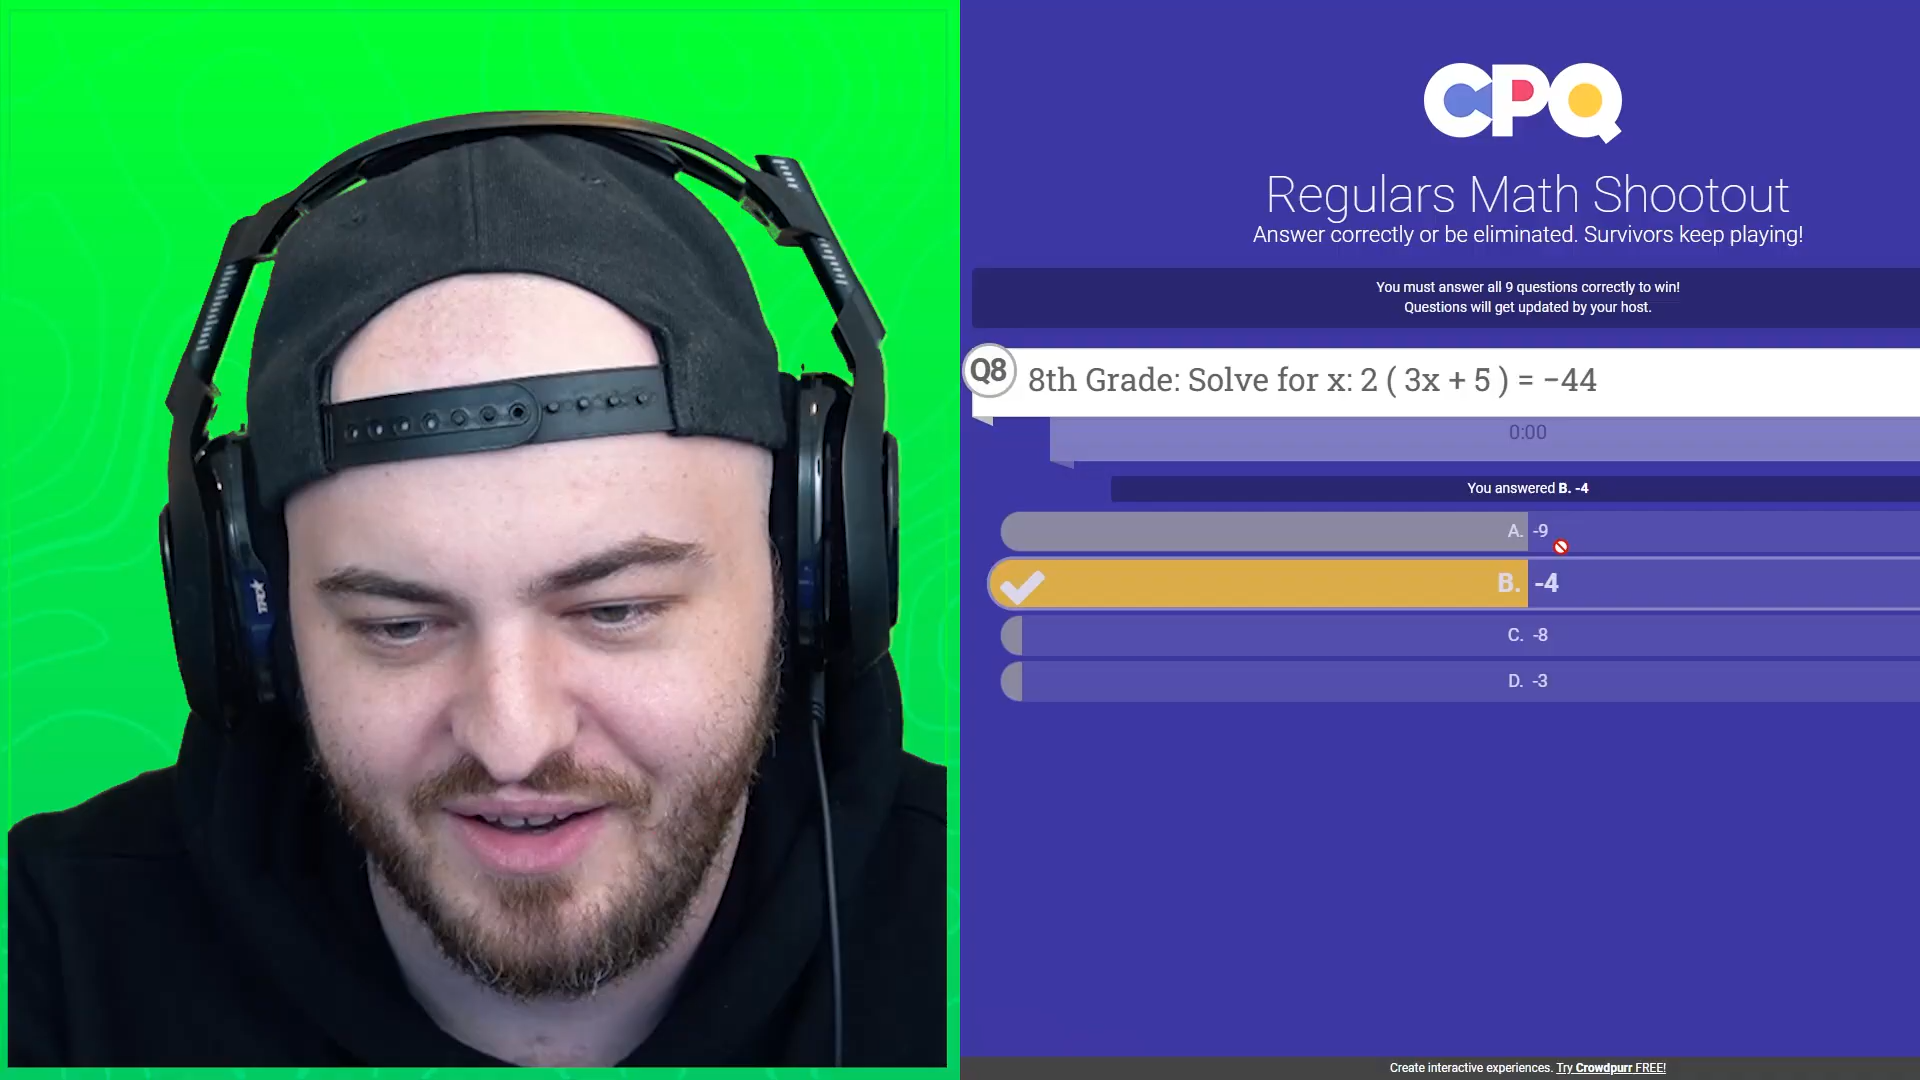 CPQ
Regulars Math Shootout
Answer correctly or be eliminated. Survivors keep playing!
You must answer all 9 questions correctly to win!
Questions will get updated by your host.
Q8
8th Grade: Solve for x: 2 ( 3x + 5 ) = −44
0:00
You answered B. -4
A. -9
B. -4
C. -8
D. -3
Create interactive experiences. Try Crowdpurr FREE!